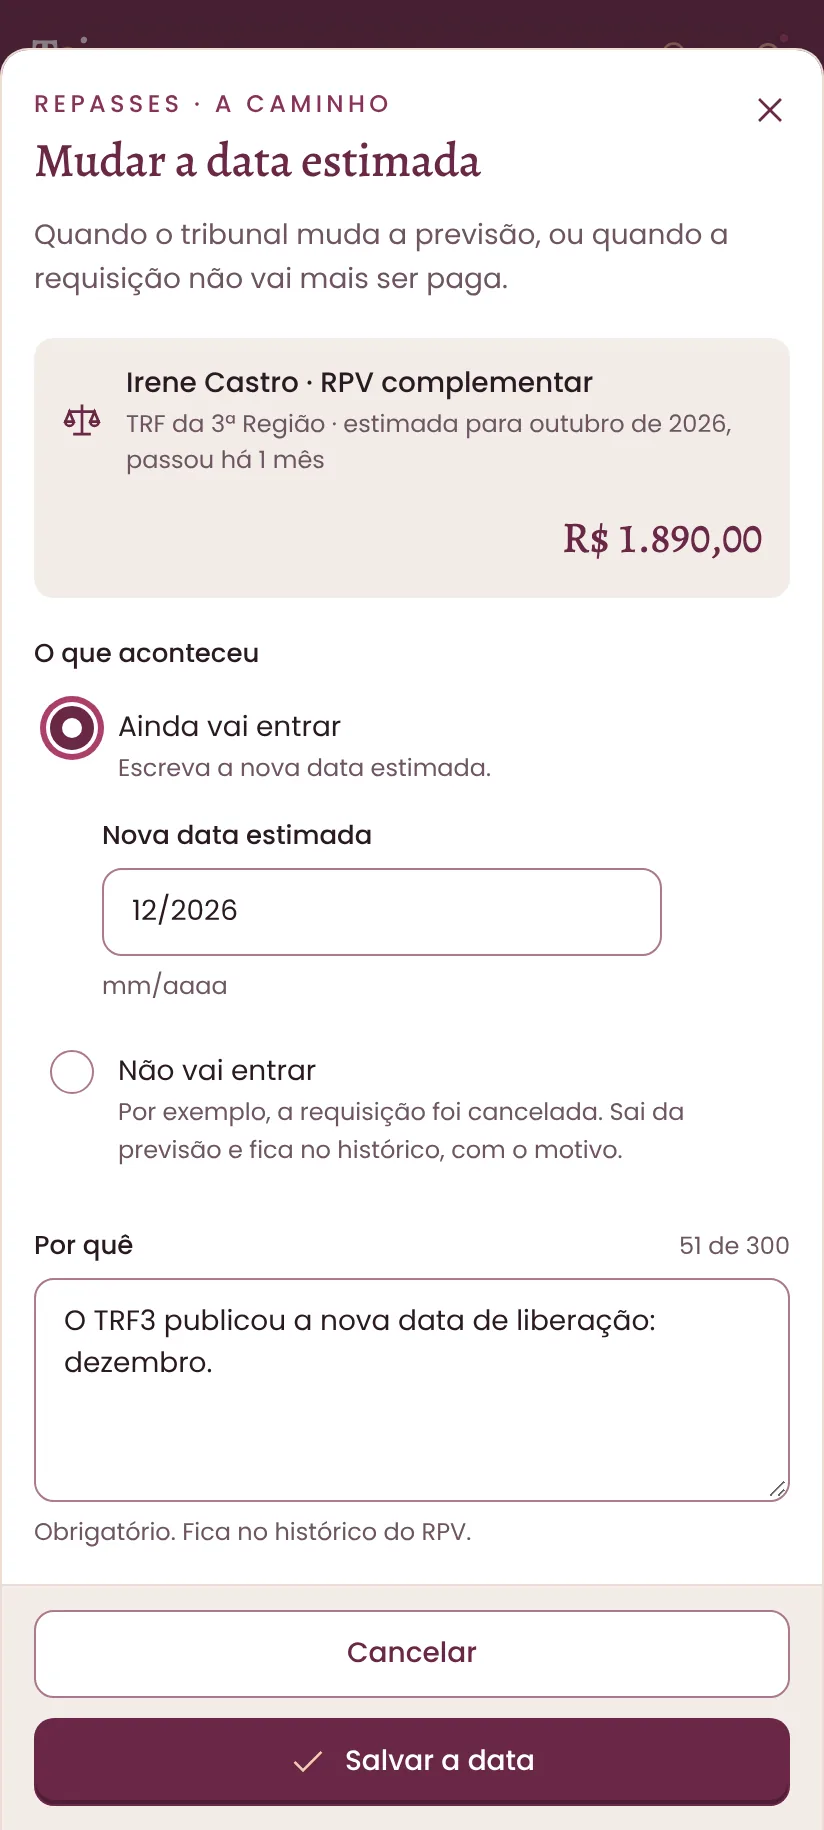 REPASSES · A CAMINHO
Mudar a data estimada
Quando o tribunal muda a previsão, ou quando a
requisição não vai mais ser paga.
Irene Castro · RPV complementar
TRF da 3ª Região · estimada para outubro de 2026,
passou há 1 mês
R$ 1.890,00
O que aconteceu
Ainda vai entrar
Escreva a nova data estimada.
Nova data estimada
12/2026
mm/aaaa
Não vai entrar
Por exemplo, a requisição foi cancelada. Sai da
previsão e fica no histórico, com o motivo.
Por quê
51 de 300
O TRF3 publicou a nova data de liberação:
dezembro.
Obrigatório. Fica no histórico do RPV.
Cancelar
Salvar a data